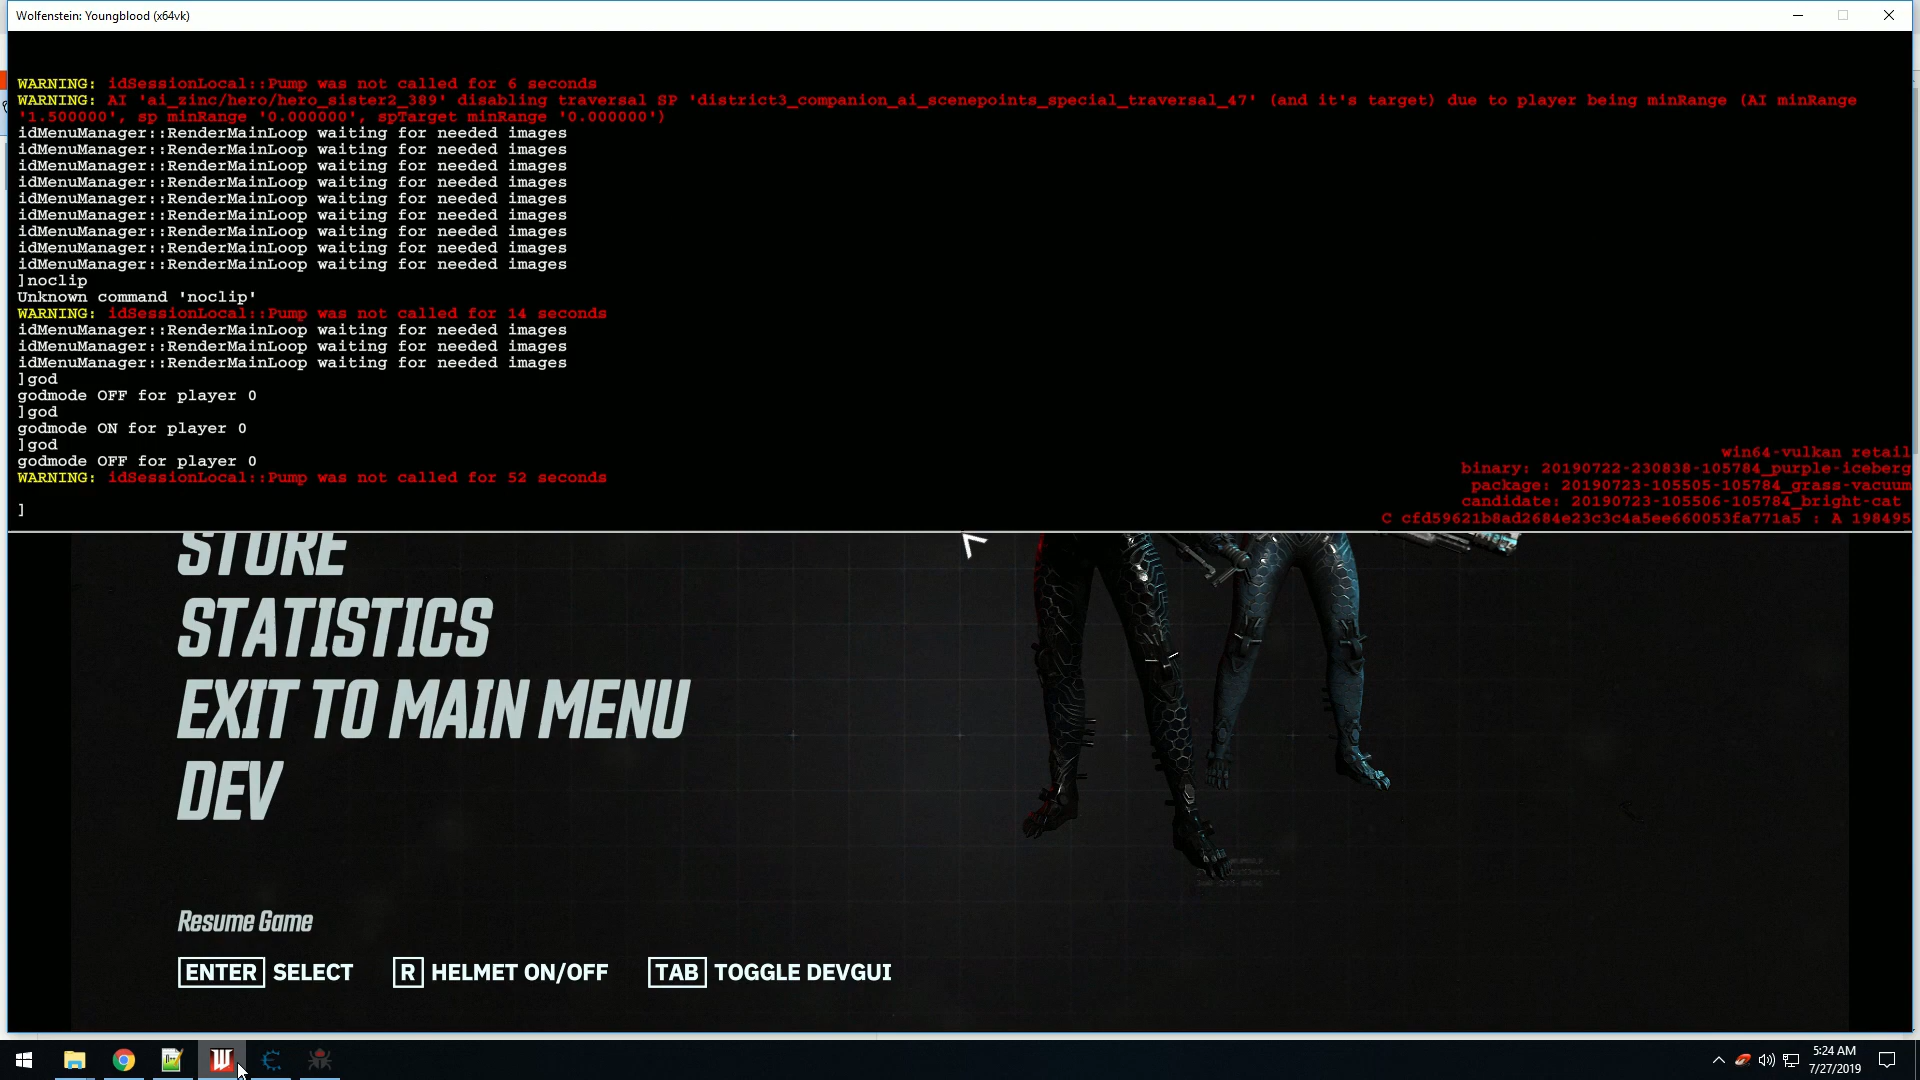 Wolfenstein: Youngblood (x64vk)
WARNING: idSessionLocal::Pump was not called for 6 seconds
WARNING: AI 'ai_zinc/hero/hero_sister2_389' disabling traversal SP 'district3_companion_ai_scenepoints_special_traversal_47' (and it's target) due to player being minRange (AI minRange
'1.500000', sp minRange '0.000000', spTarget minRange '0.000000')
idMenuManager::RenderMainLoop waiting for needed images
idMenuManager::RenderMainLoop waiting for needed images
idMenuManager::RenderMainLoop waiting for needed images
idMenuManager::RenderMainLoop waiting for needed images
idMenuManager::RenderMainLoop waiting for needed images
idMenuManager::RenderMainLoop waiting for needed images
idMenuManager::RenderMainLoop waiting for needed images
idMenuManager::RenderMainLoop waiting for needed images
idMenuManager::RenderMainLoop waiting for needed images
]noclip
Unknown command 'noclip'
WARNING: idSessionLocal::Pump was not called for 14 seconds
idMenuManager::RenderMainLoop waiting for needed images
idMenuManager::RenderMainLoop waiting for needed images
idMenuManager::RenderMainLoop waiting for needed images
]god
godmode OFF for player 0
]god
godmode ON for player 0
]god
godmode OFF for player 0
WARNING: idSessionLocal::Pump was not called for 52 seconds
]
win64-vulkan retail
binary: 20190722-230838-105784_purple-iceberg
package: 20190723-105505-105784_grass-vacuum
candidate: 20190723-105506-105784_bright-cat
C cfd59621b8ad2684e23c3c4a5ee660053fa771a5 : A 198495
STORE
STATISTICS
EXIT TO MAIN MENU
DEV
Resume Game
ENTER SELECT R HELMET ON/OFF TAB TOGGLE DEVGUI
5:24 AM
7/27/2019